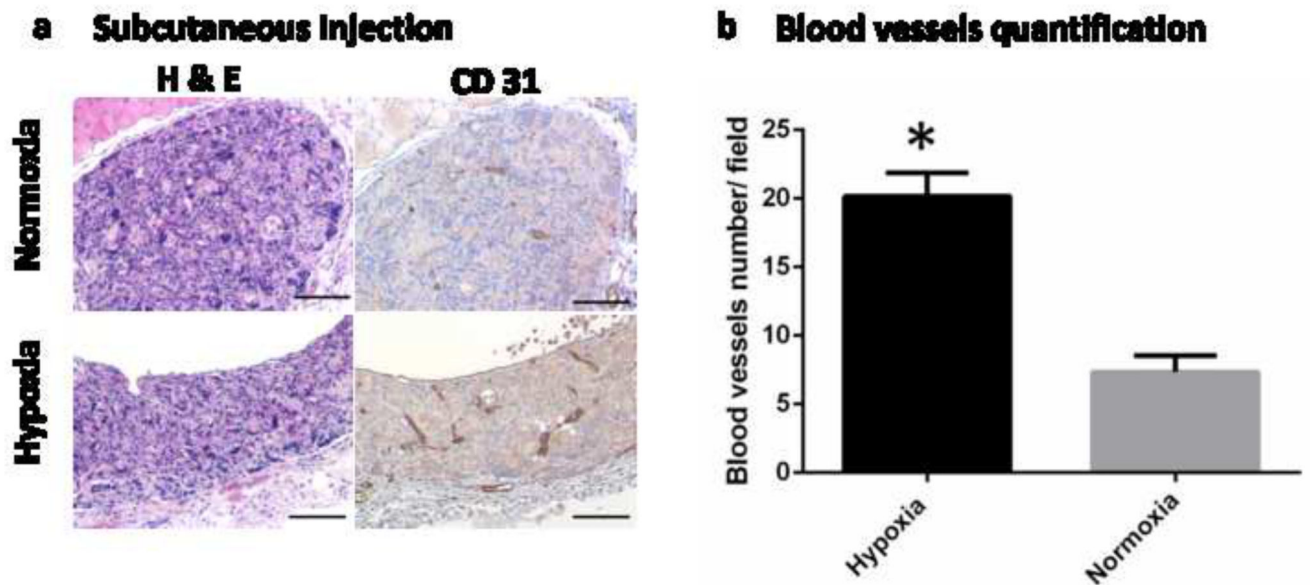 a Subcutaneous Injection
H & E CD 31
Normoxia
Hypoxia
b Blood vessels quantification
Blood vessels number/ field
25
20
15
10
5
0
*
Hypoxia
Normoxia